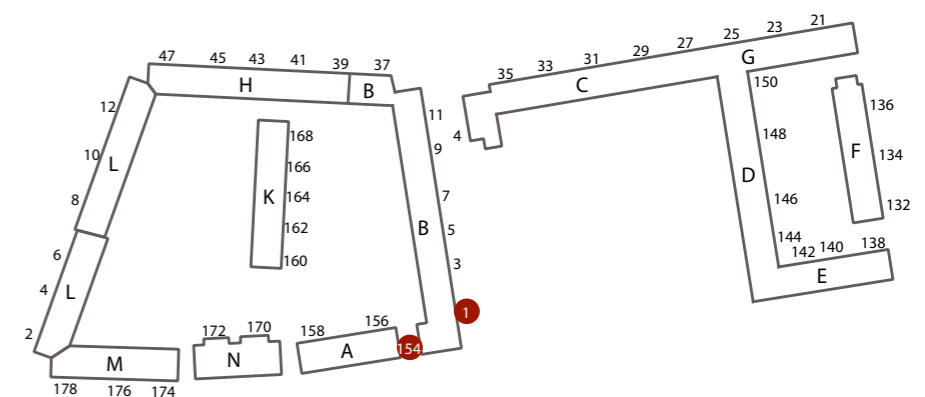 47 45 43 41 39 37
H B
12 10 8 L
6 4 2 L
168 166 164 162 160
K
11 9 7 5 3 1
B
172 170 158 156 154
M N A
178 176 174
35 33 31 29 27 25 23 21
C G
4
150 148 146 144 142 140 138
D E
136 134 132
F